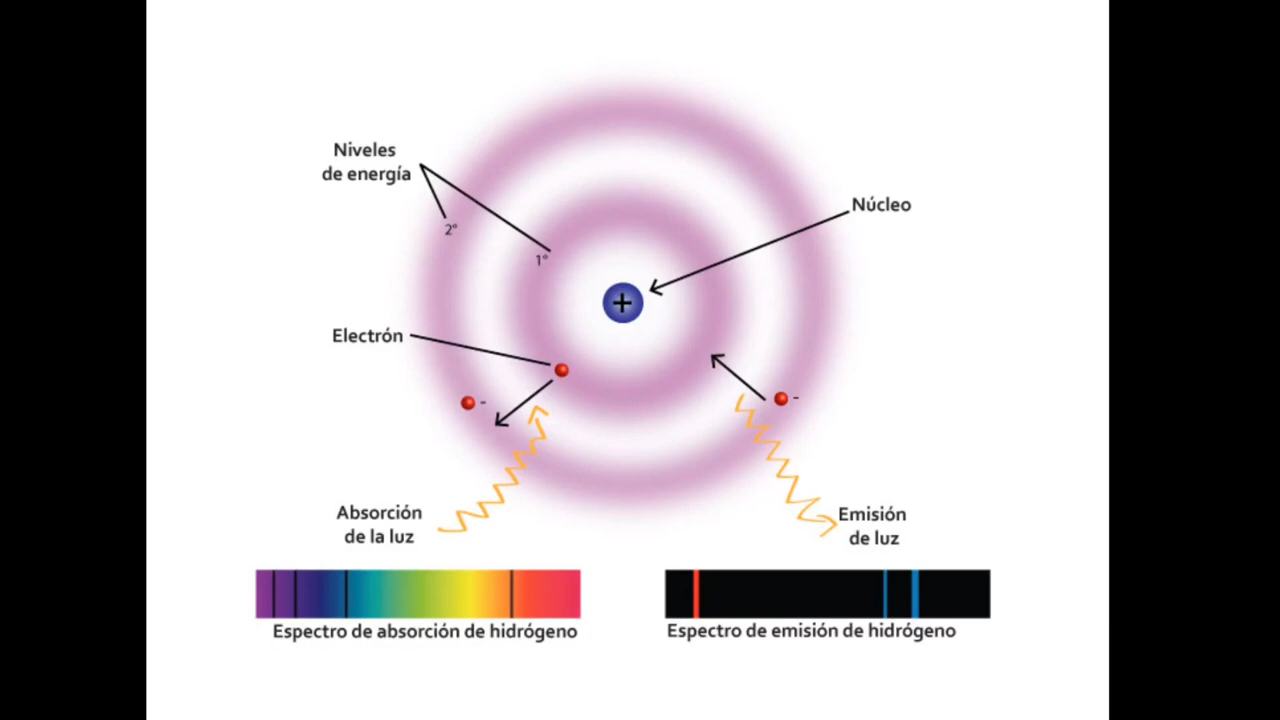 Niveles
de energía
2°
1°
Núcleo
+
Electrón
-
-
Absorción
de la luz
Emisión
de luz
Espectro de absorción de hidrógeno
Espectro de emisión de hidrógeno